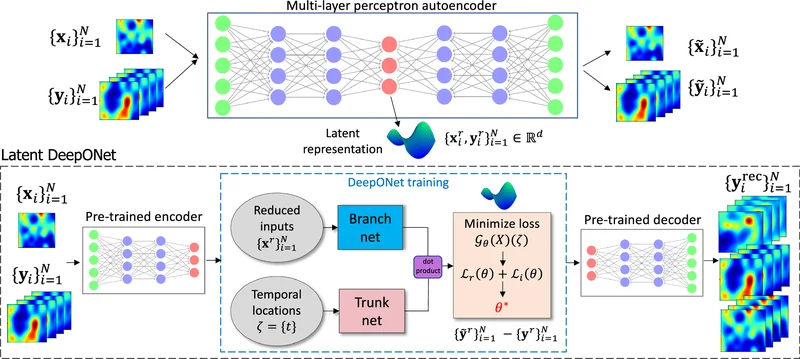 Multi-layer perceptron autoencoder
{x_i}_{i=1}^N
{y_i}_{i=1}^N
{x̃_i}_{i=1}^N
{ỹ_i}_{i=1}^N
Latent
representation
{x_i^r, y_i^r}_{i=1}^N ∈ ℝ^d
Latent DeepONet
{x_i}_{i=1}^N
{y_i}_{i=1}^N
Pre-trained encoder
DeepONet training
Reduced
inputs
{x^r}_{i=1}^N
Branch
net
Temporal
locations
ζ = {t}
Trunk
net
dot
product
Minimize loss
𝒢_θ(X)(ζ)
ℒ_r(θ) + ℒ_i(θ)
θ*
{ỹ^r}_{i=1}^N − {y^r}_{i=1}^N
Pre-trained decoder
{y_i^rec}_{i=1}^N